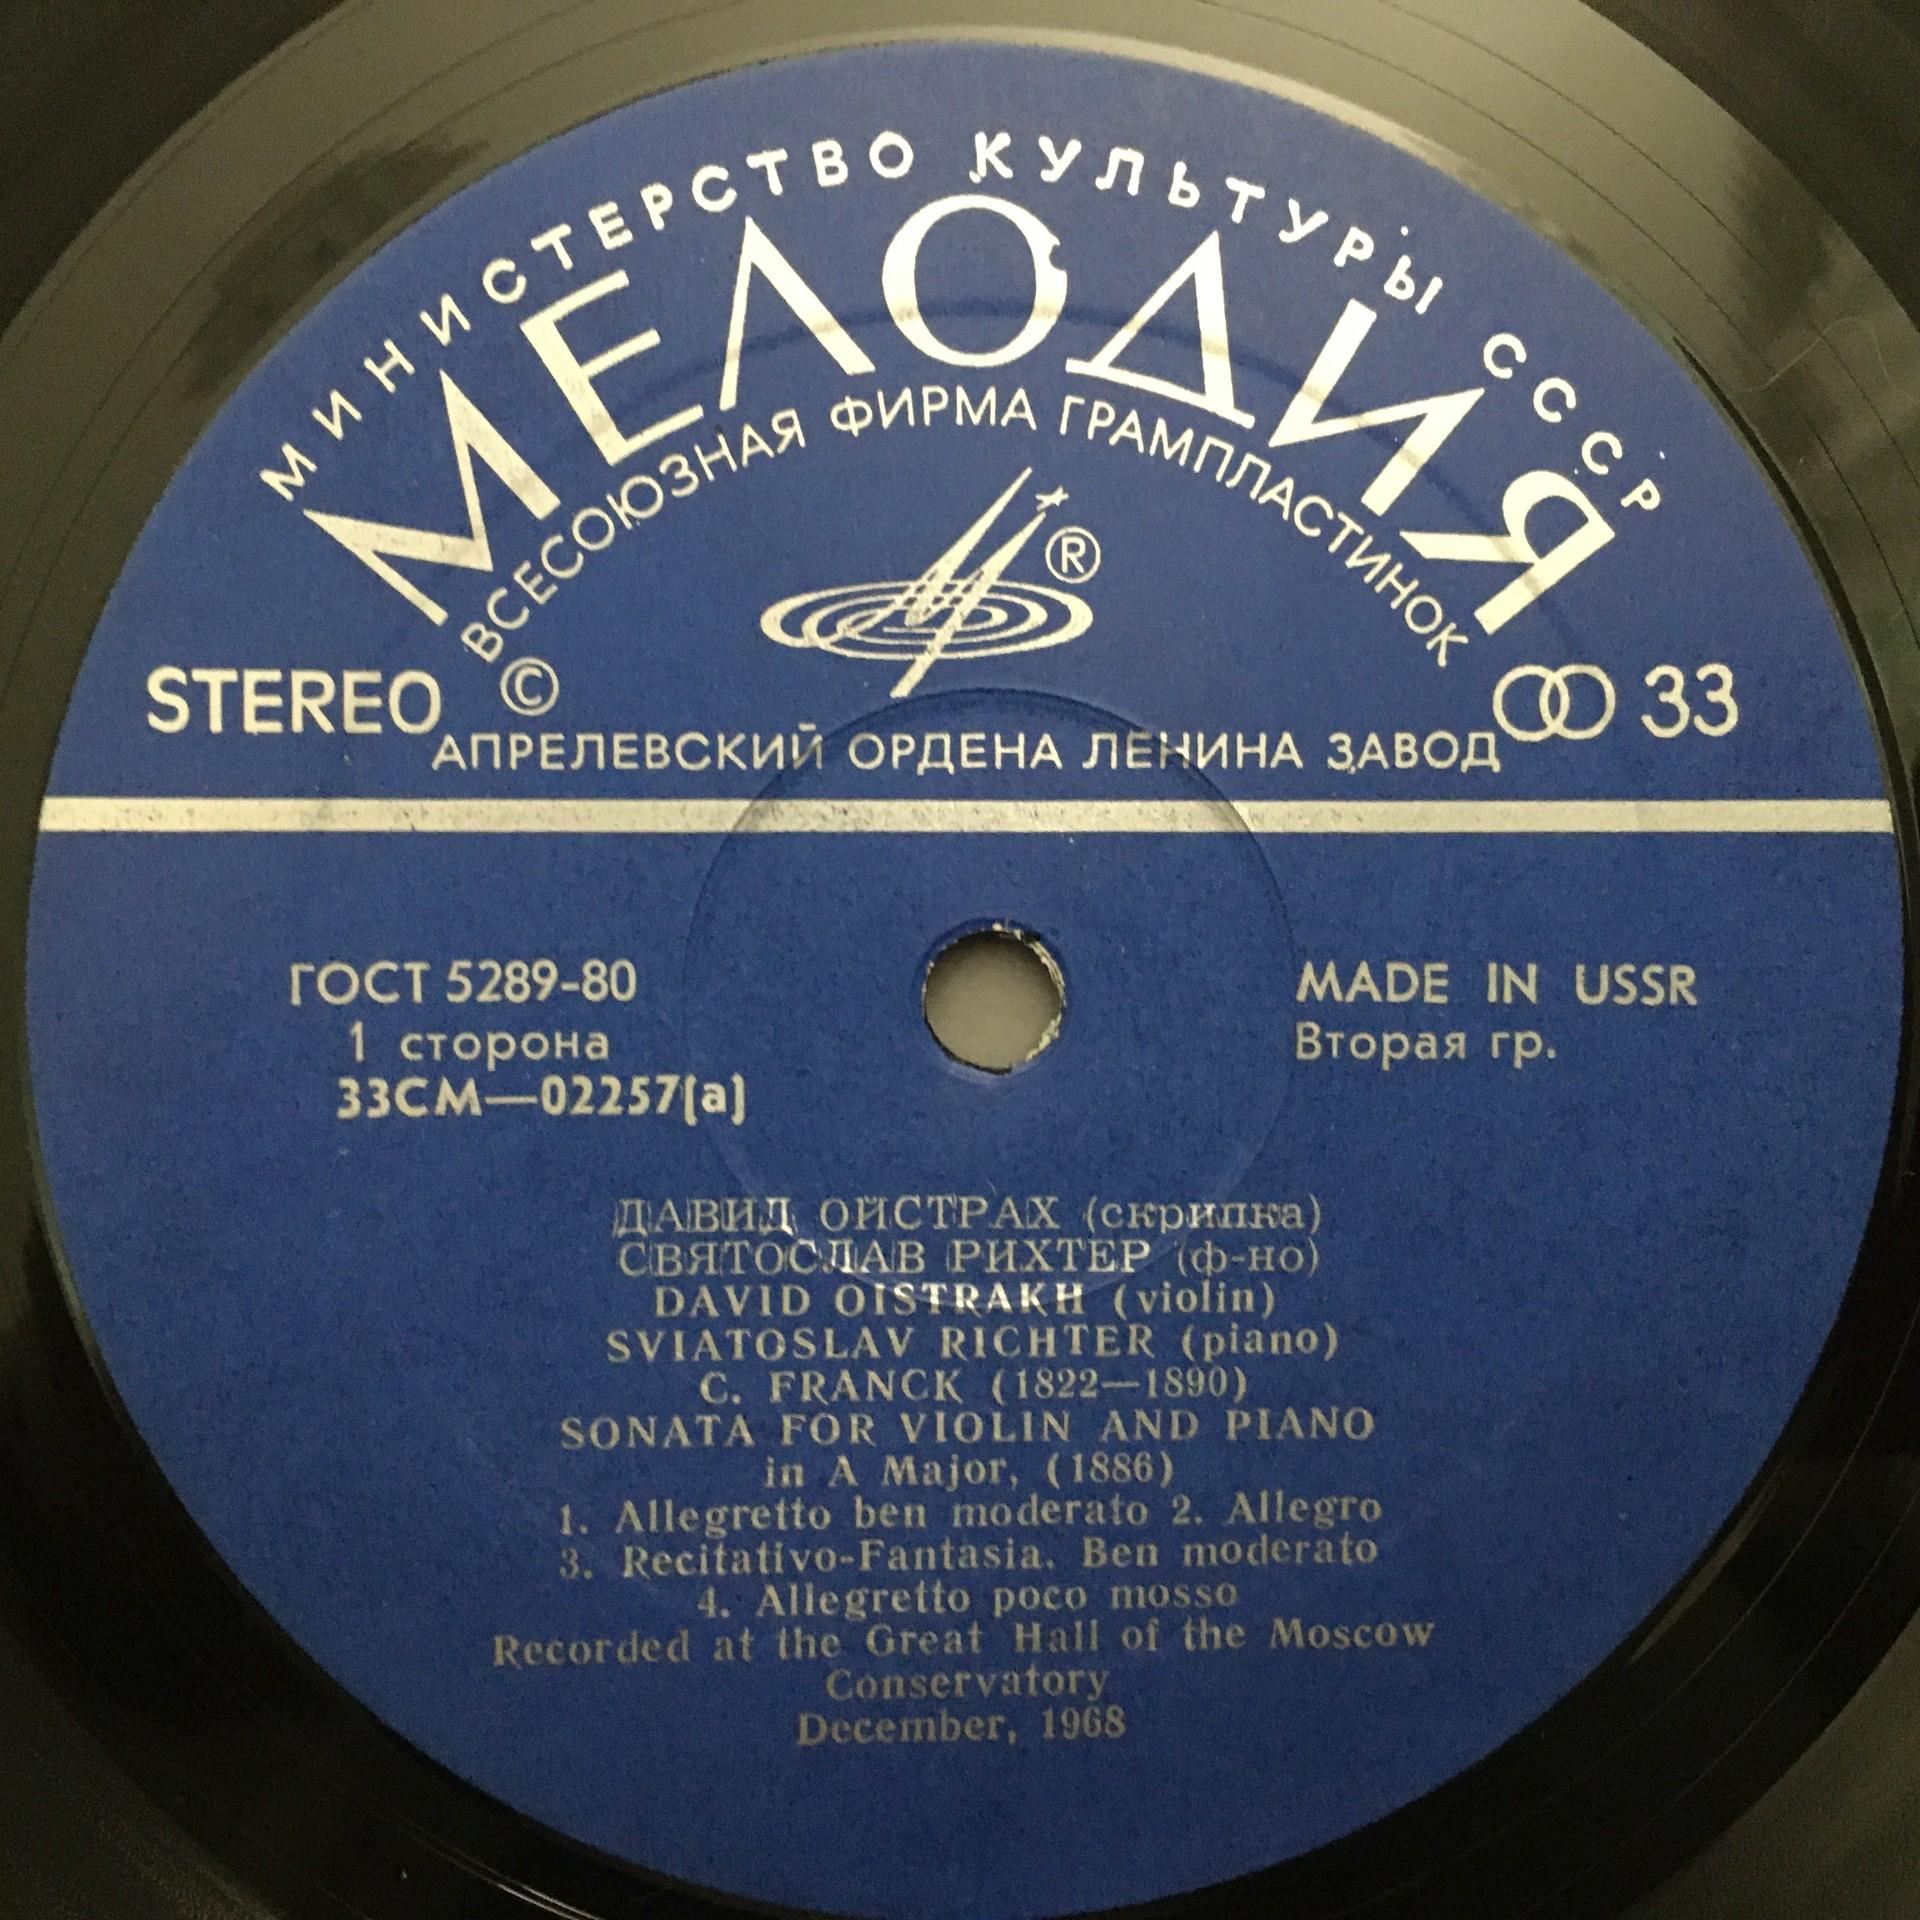 МИНИСТЕРСТВО КУЛЬТУРЫ СССР
МЕЛОДИЯ
ВСЕСОЮЗНАЯ ФИРМА ГРАМПЛАСТИНОК
®
STEREO © 33
АПРЕЛЕВСКИЙ ОРДЕНА ЛЕНИНА ЗАВОД
ГОСТ 5289-80
1 сторона
33СМ—02257(a)
MADE IN USSR
Вторая гр.
ДАВИД ОЙСТРАХ (скрипка)
СВЯТОСЛАВ РИХТЕР (ф-но)
DAVID OISTRAKH (violin)
SVIATOSLAV RICHTER (piano)
C. FRANCK (1822—1890)
SONATA FOR VIOLIN AND PIANO
in A Major, (1886)
1. Allegretto ben moderato 2. Allegro
3. Recitativo-Fantasia. Ben moderato
4. Allegretto poco mosso
Recorded at the Great Hall of the Moscow
Conservatory
December, 1968